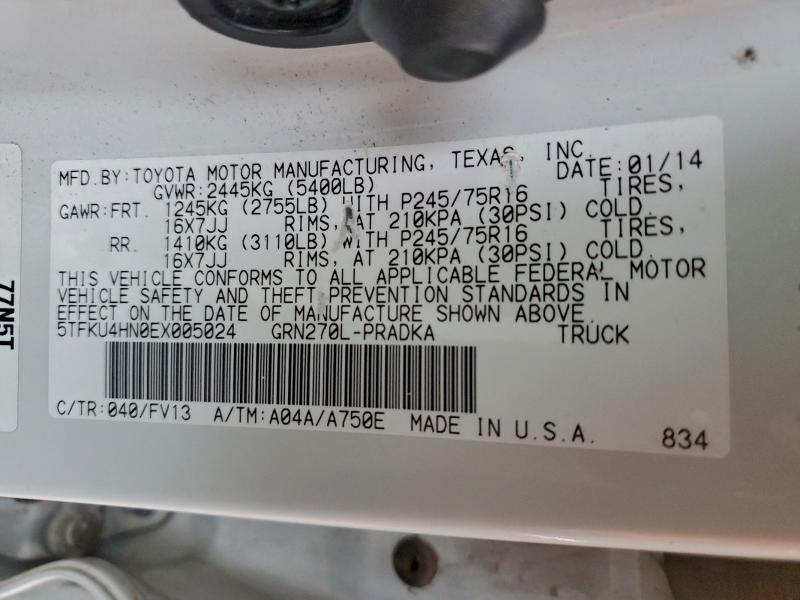 MFD.BY:TOYOTA MOTOR MANUFACTURING, TEXAS, INC.
GVWR:2445KG (5400LB) DATE:01/14
GAWR:FRT. 1245KG (2755LB) WITH P245/75R16 TIRES,
16X7JJ RIMS, AT 210KPA (30PSI) COLD.
RR. 1410KG (3110LB) WITH P245/75R16 TIRES,
16X7JJ RIMS, AT 210KPA (30PSI) COLD.
THIS VEHICLE CONFORMS TO ALL APPLICABLE FEDERAL MOTOR
VEHICLE SAFETY AND THEFT PREVENTION STANDARDS IN
EFFECT ON THE DATE OF MANUFACTURE SHOWN ABOVE.
5TFKU4HN0EX005024 GRN270L-PRADKA TRUCK
C/TR:040/FV13 A/TM:A04A/A750E MADE IN U.S.A. 834
77N5T